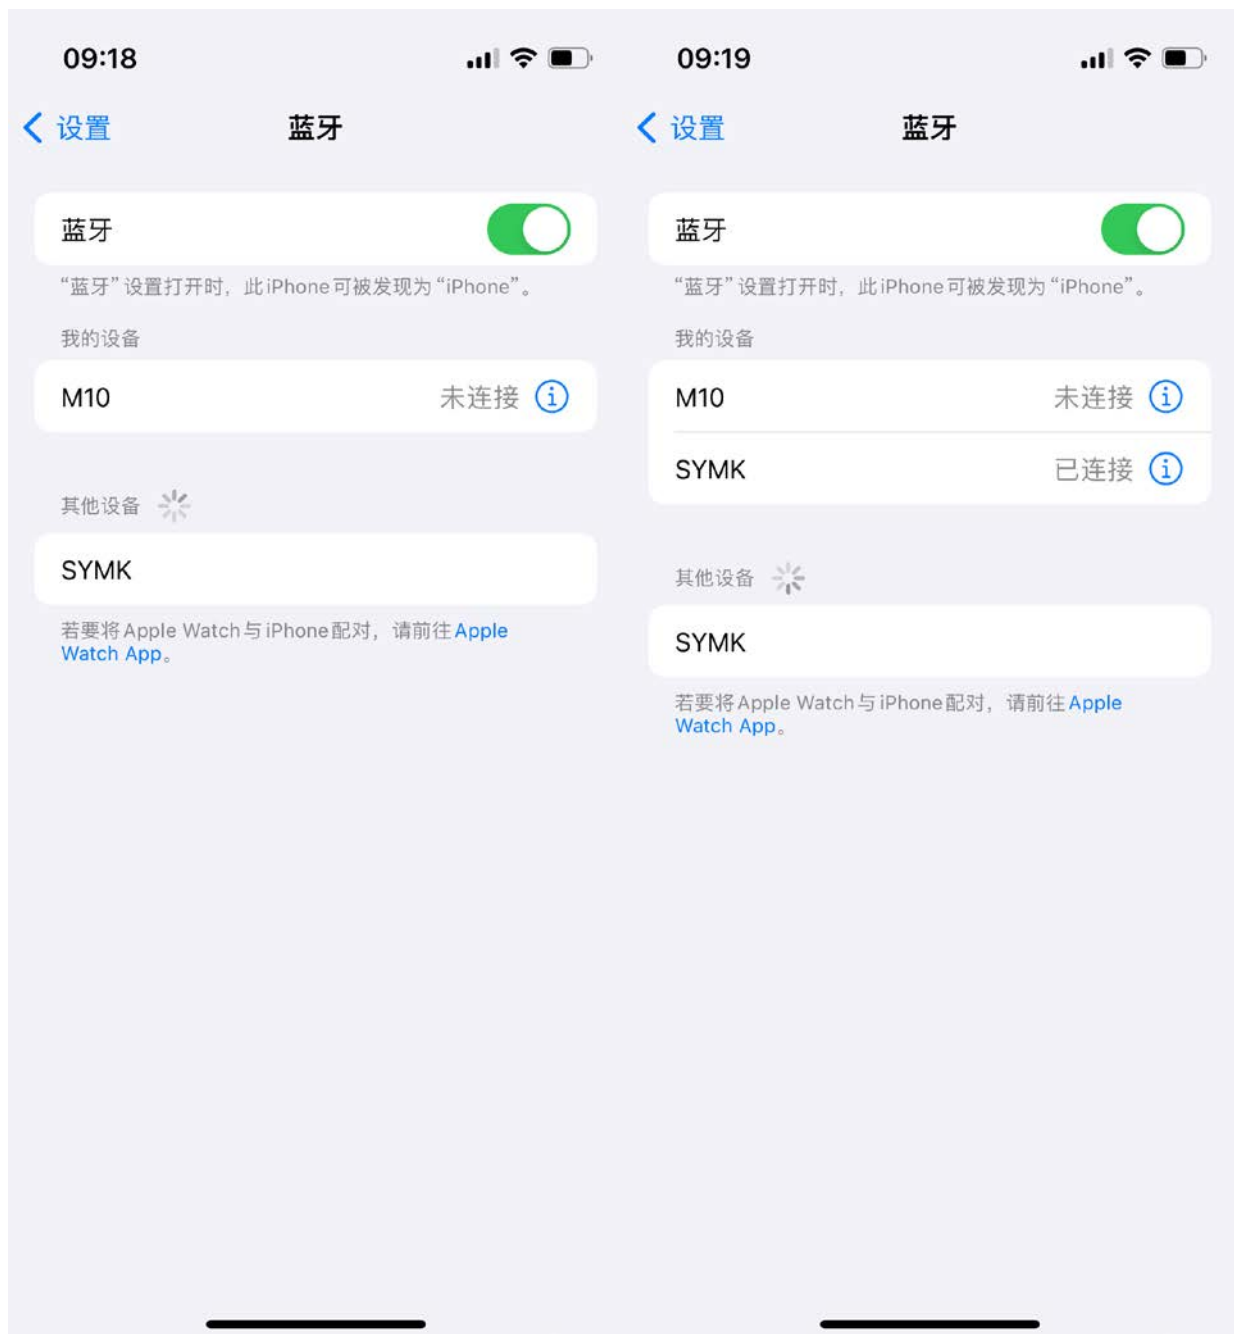 09:18
设置
蓝牙
蓝牙
“蓝牙”设置打开时，此iPhone可被发现为“iPhone”。
我的设备
M10 未连接
其他设备
SYMK
若要将Apple Watch与iPhone配对，请前往Apple
Watch App。
09:19
设置
蓝牙
蓝牙
“蓝牙”设置打开时，此iPhone可被发现为“iPhone”。
我的设备
M10 未连接
SYMK 已连接
其他设备
SYMK
若要将Apple Watch与iPhone配对，请前往Apple
Watch App。